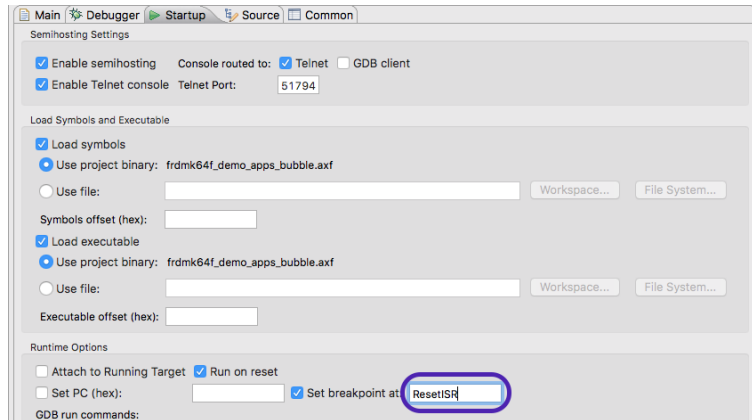 Main Debugger Startup Source Common
Semihosting Settings
Enable semihosting Console routed to: Telnet GDB client
Enable Telnet console Telnet Port: 51794
Load Symbols and Executable
Load symbols
Use project binary: frdmk64f_demo_apps_bubble.axf
Use file: Workspace... File System...
Symbols offset (hex):
Load executable
Use project binary: frdmk64f_demo_apps_bubble.axf
Use file: Workspace... File System...
Executable offset (hex):
Runtime Options
Attach to Running Target Run on reset
Set PC (hex): Set breakpoint at: ResetISR
GDB run commands: